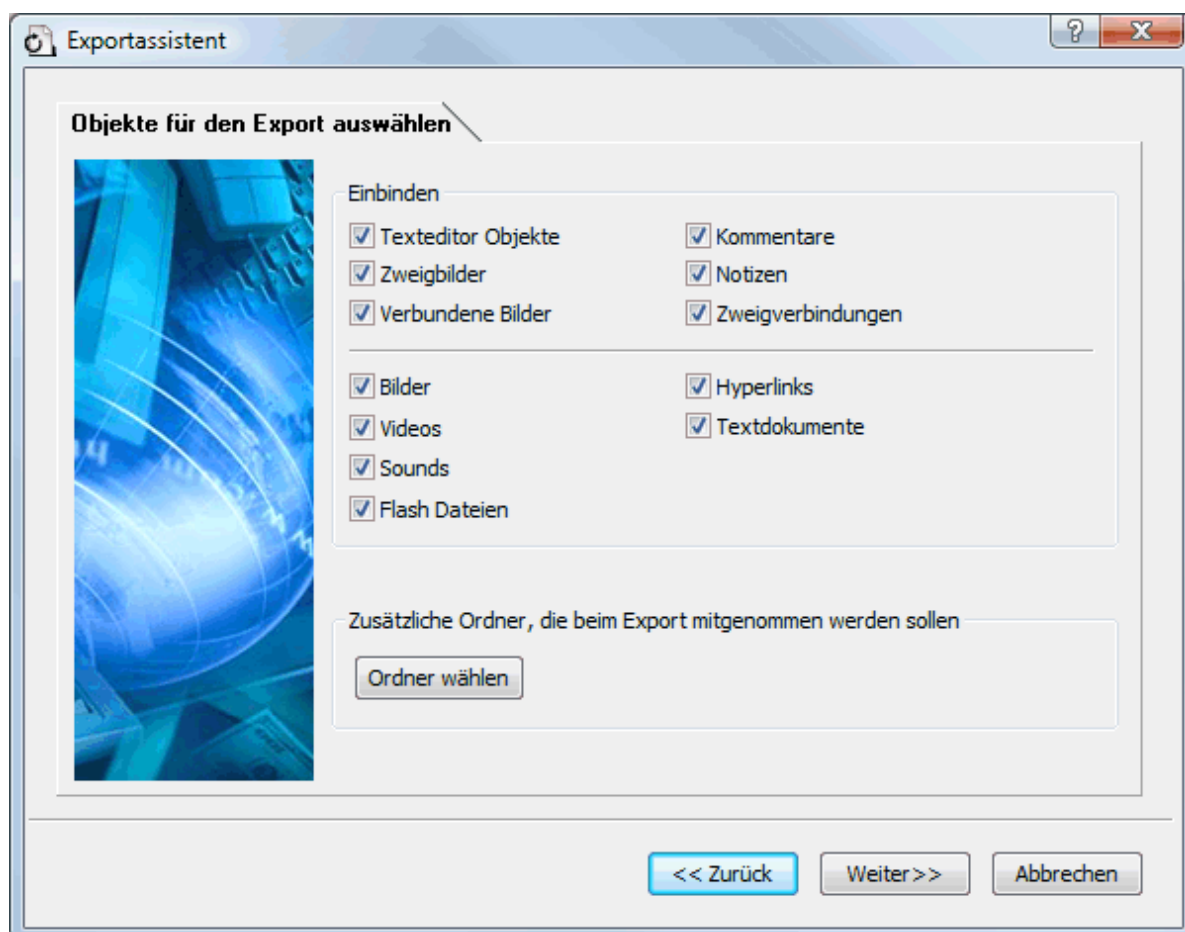 Exportassistent
Objekte für den Export auswählen
Einbinden
Texteditor Objekte
Kommentare
Zweigbilder
Notizen
Verbundene Bilder
Zweigverbindungen
Bilder
Hyperlinks
Videos
Textdokumente
Sounds
Flash Dateien
Zusätzliche Ordner, die beim Export mitgenommen werden sollen
Ordner wählen
<< Zurück
Weiter>>
Abbrechen